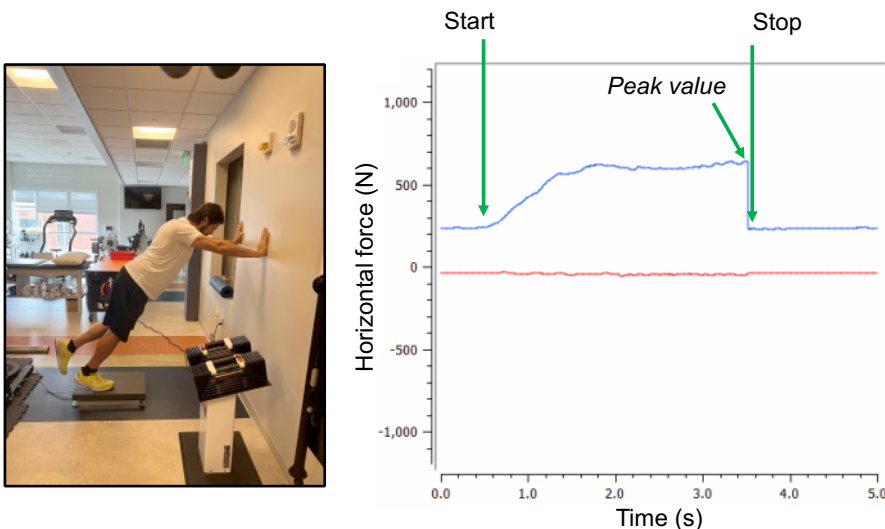 Start
Stop
Peak value
Horizontal force (N)
1,000
500
0
-500
-1,000
0.0 1.0 2.0 3.0 4.0 5.0
Time (s)